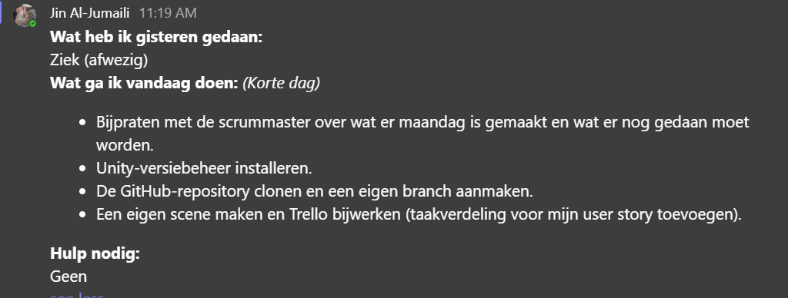 Jin Al-Jumaili 11:19 AM
Wat heb ik gisteren gedaan:
Ziek (afwezig)
Wat ga ik vandaag doen: (Korte dag)
• Bijpraten met de scrummaster over wat er maandag is gemaakt en wat er nog gedaan moet
worden.
• Unity-versiebeheer installeren.
• De GitHub-repository clonen en een eigen branch aanmaken.
• Een eigen scene maken en Trello bijwerken (taakverdeling voor mijn user story toevoegen).
Hulp nodig:
Geen
see less